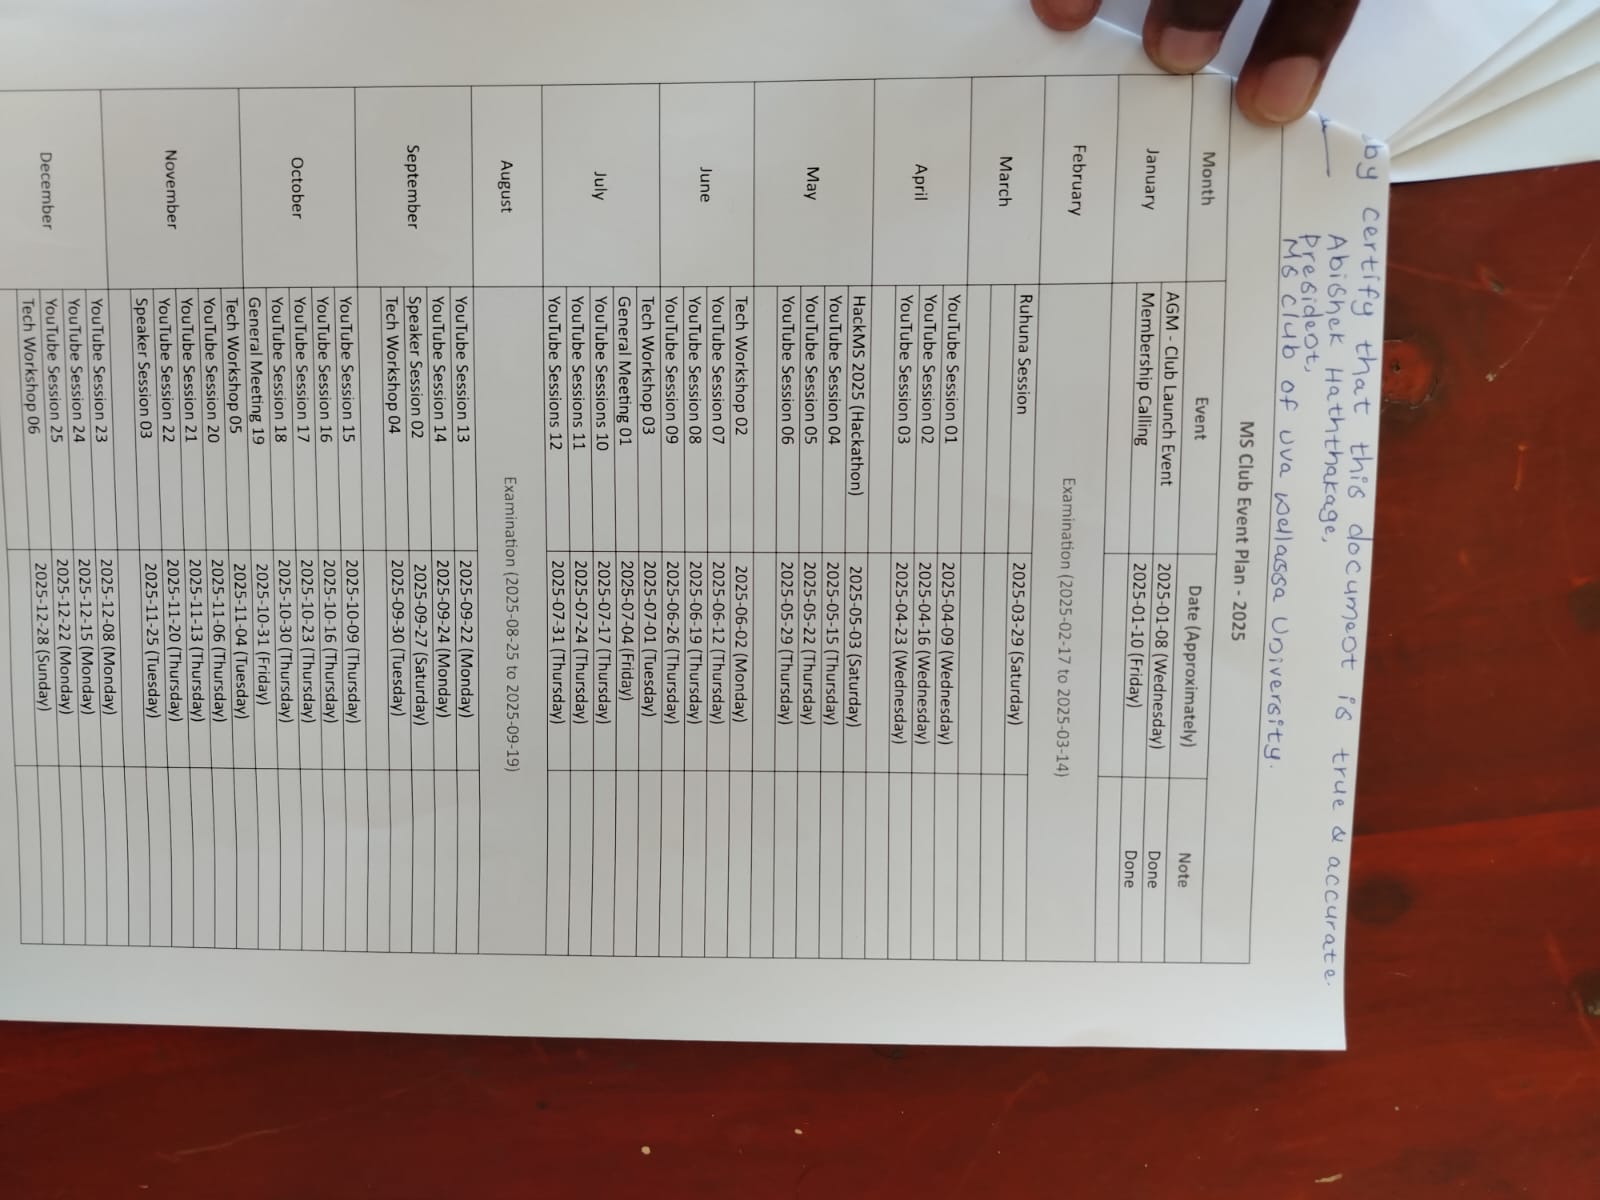 by certify that this document is true & accurate.
Abishek Haththakage,
President,
MS Club of Uva Wellassa University.
MS Club Event Plan - 2025
Month Event Date (Approximately) Note
January
AGM - Club Launch Event 2025-01-08 (Wednesday) Done
Membership Calling 2025-01-10 (Friday) Done
February Examination (2025-02-17 to 2025-03-14)
March
Ruhuna Session 2025-03-29 (Saturday)
April
YouTube Session 01 2025-04-09 (Wednesday)
YouTube Session 02 2025-04-16 (Wednesday)
YouTube Session 03 2025-04-23 (Wednesday)
May
HackMS 2025 (Hackathon) 2025-05-03 (Saturday)
YouTube Session 04 2025-05-15 (Thursday)
YouTube Session 05 2025-05-22 (Thursday)
YouTube Session 06 2025-05-29 (Thursday)
June
Tech Workshop 02 2025-06-02 (Monday)
YouTube Session 07 2025-06-12 (Thursday)
YouTube Session 08 2025-06-19 (Thursday)
YouTube Session 09 2025-06-26 (Thursday)
July
Tech Workshop 03 2025-07-01 (Tuesday)
General Meeting 01 2025-07-04 (Friday)
YouTube Sessions 10 2025-07-17 (Thursday)
YouTube Sessions 11 2025-07-24 (Thursday)
YouTube Sessions 12 2025-07-31 (Thursday)
August Examination (2025-08-25 to 2025-09-19)
September
YouTube Session 13 2025-09-22 (Monday)
YouTube Session 14 2025-09-24 (Monday)
Speaker Session 02 2025-09-27 (Saturday)
Tech Workshop 04 2025-09-30 (Tuesday)
October
YouTube Session 15 2025-10-09 (Thursday)
YouTube Session 16 2025-10-16 (Thursday)
YouTube Session 17 2025-10-23 (Thursday)
YouTube Session 18 2025-10-30 (Thursday)
General Meeting 19 2025-10-31 (Friday)
November
Tech Workshop 05 2025-11-04 (Tuesday)
YouTube Session 20 2025-11-06 (Thursday)
YouTube Session 21 2025-11-13 (Thursday)
YouTube Session 22 2025-11-20 (Thursday)
Speaker Session 03 2025-11-25 (Tuesday)
December
YouTube Session 23 2025-12-08 (Monday)
YouTube Session 24 2025-12-15 (Monday)
YouTube Session 25 2025-12-22 (Monday)
Tech Workshop 06 2025-12-28 (Sunday)